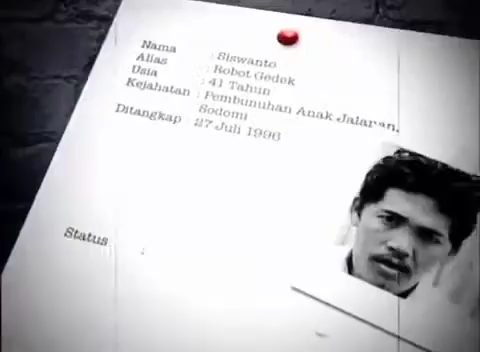 Nama : Siswanto
Alias : Robot Gedek
Usia : 41 Tahun
Kejahatan : Pembunuhan Anak Jalanan,
Sodomi
Ditangkap : 27 Juli 1996
Status :